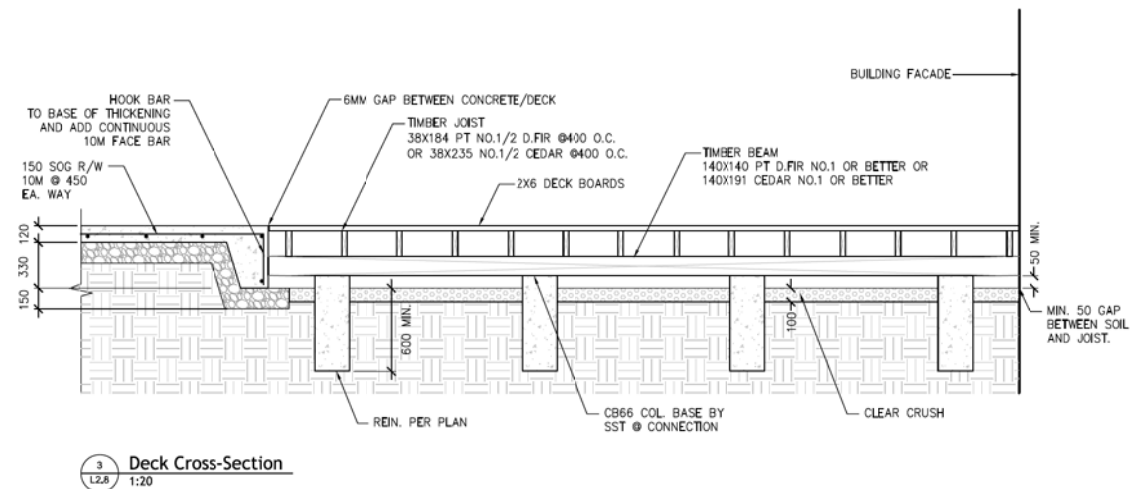 BUILDING FACADE
HOOK BAR
TO BASE OF THICKENING
AND ADD CONTINUOUS
10M FACE BAR
6MM GAP BETWEEN CONCRETE/DECK
TIMBER JOIST
38X184 PT NO.1/2 D.FIR @400 O.C.
OR 38X235 NO.1/2 CEDAR @400 O.C.
150 SOG R/W
10M @ 450
EA. WAY
2X6 DECK BOARDS
TIMBER BEAM
140X140 PT D.FIR NO.1 OR BETTER OR
140X191 CEDAR NO.1 OR BETTER
120
330
150
600 MIN.
100
50 MIN.
MIN. 50 GAP
BETWEEN SOIL
AND JOIST.
REIN. PER PLAN
CB66 COL. BASE BY
SST @ CONNECTION
CLEAR CRUSH
3
L2.8
Deck Cross-Section
1:20